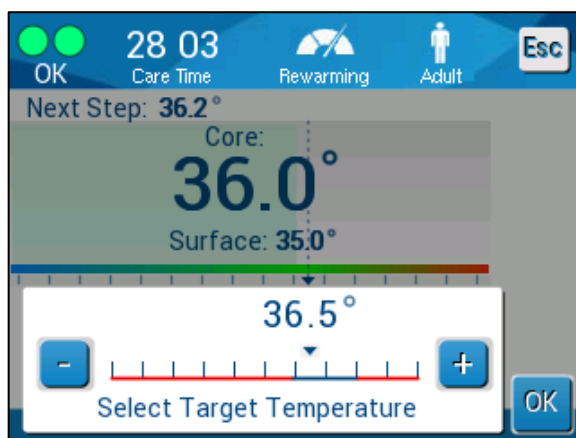 OK
28 03
Care Time
Rewarming
Adult
Esc
Next Step: 36.2°
Core:
36.0°
Surface: 35.0°
36.5°
-
+
Select Target Temperature
OK